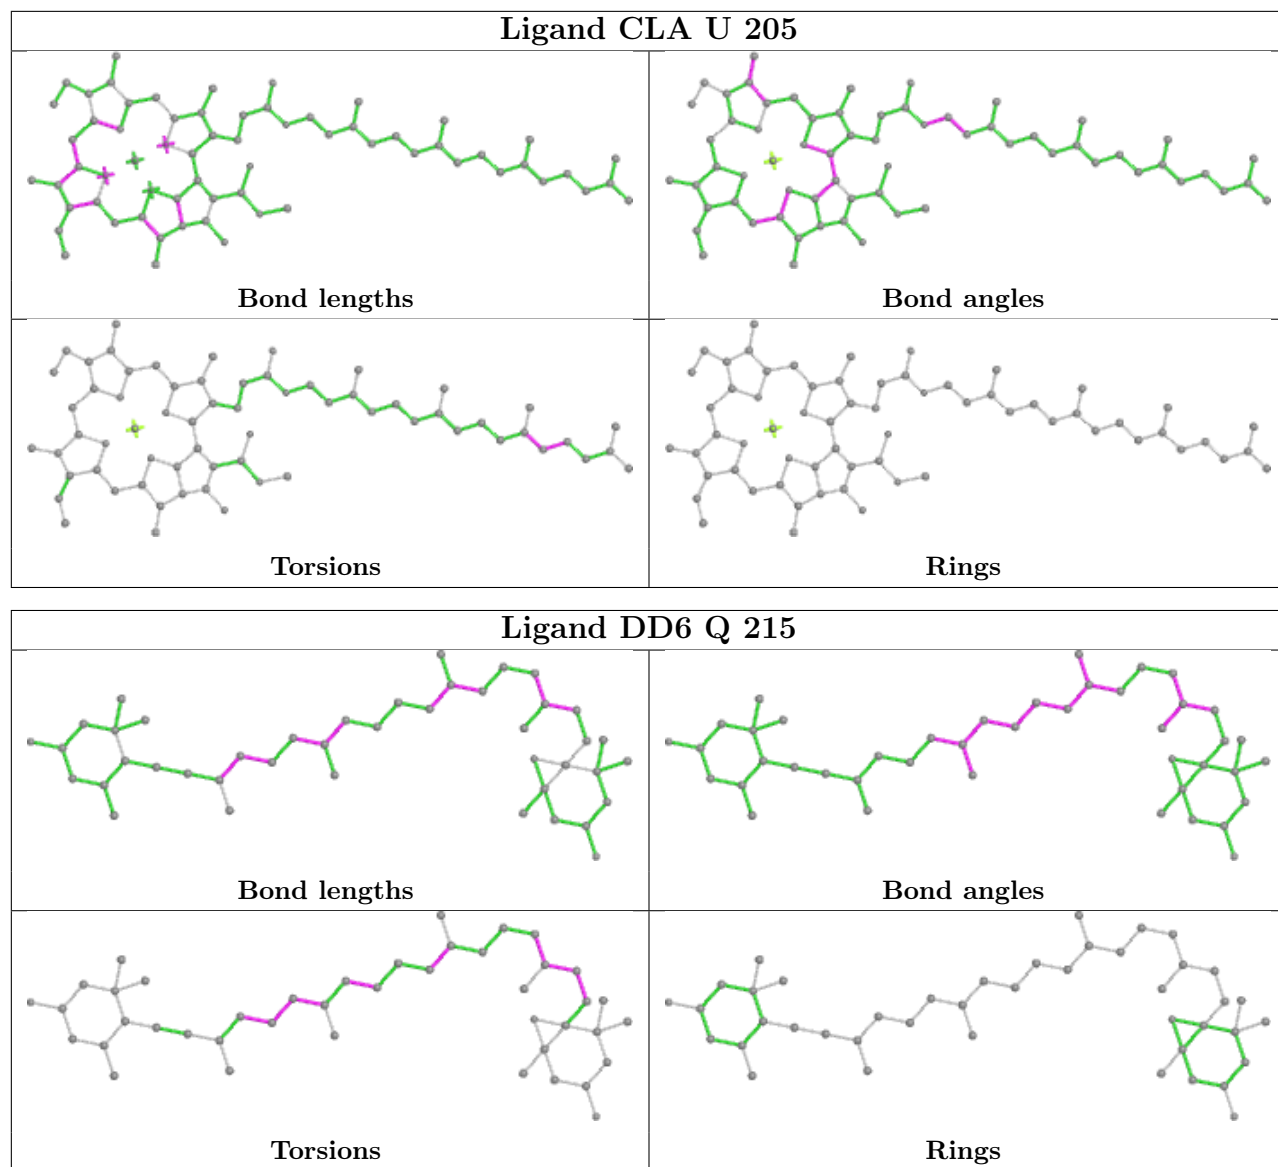 Ligand CLA U 205
Bond lengths
Bond angles
Torsions
Rings
Ligand DD6 Q 215
Bond lengths
Bond angles
Torsions
Rings